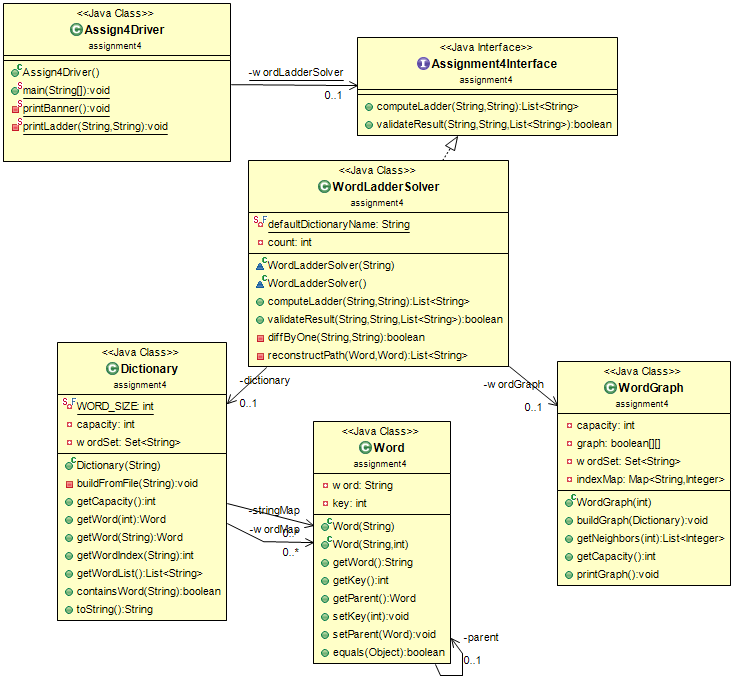 <<Java Class>>
Assign4Driver
assignment4
Assign4Driver()
main(String[]):void
printBanner():void
printLadder(String,String):void
-wordLadderSolver
0..1
<<Java Interface>>
Assignment4Interface
assignment4
computeLadder(String,String):List<String>
validateResult(String,String,List<String>):boolean
<<Java Class>>
WordLadderSolver
assignment4
defaultDictionaryName: String
count: int
WordLadderSolver(String)
WordLadderSolver()
computeLadder(String,String):List<String>
validateResult(String,String,List<String>):boolean
diffByOne(String,String):boolean
reconstructPath(Word,Word):List<String>
-dictionary
0..1
-wordGraph
0..1
<<Java Class>>
Dictionary
assignment4
WORD_SIZE: int
capacity: int
wordSet: Set<String>
Dictionary(String)
buildFromFile(String):void
getCapacity():int
getWord(int):Word
getWord(String):Word
getWordIndex(String):int
getWordList():List<String>
containsWord(String):boolean
toString():String
-stringMap
0..*
-wordMap
0..*
<<Java Class>>
Word
assignment4
word: String
key: int
Word(String)
Word(String,int)
getWord():String
getKey():int
getParent():Word
setKey(int):void
setParent(Word):void
equals(Object):boolean
-parent
0..1
<<Java Class>>
WordGraph
assignment4
capacity: int
graph: boolean[][]
wordSet: Set<String>
indexMap: Map<String,Integer>
WordGraph(int)
buildGraph(Dictionary):void
getNeighbors(int):List<Integer>
getCapacity():int
printGraph():void